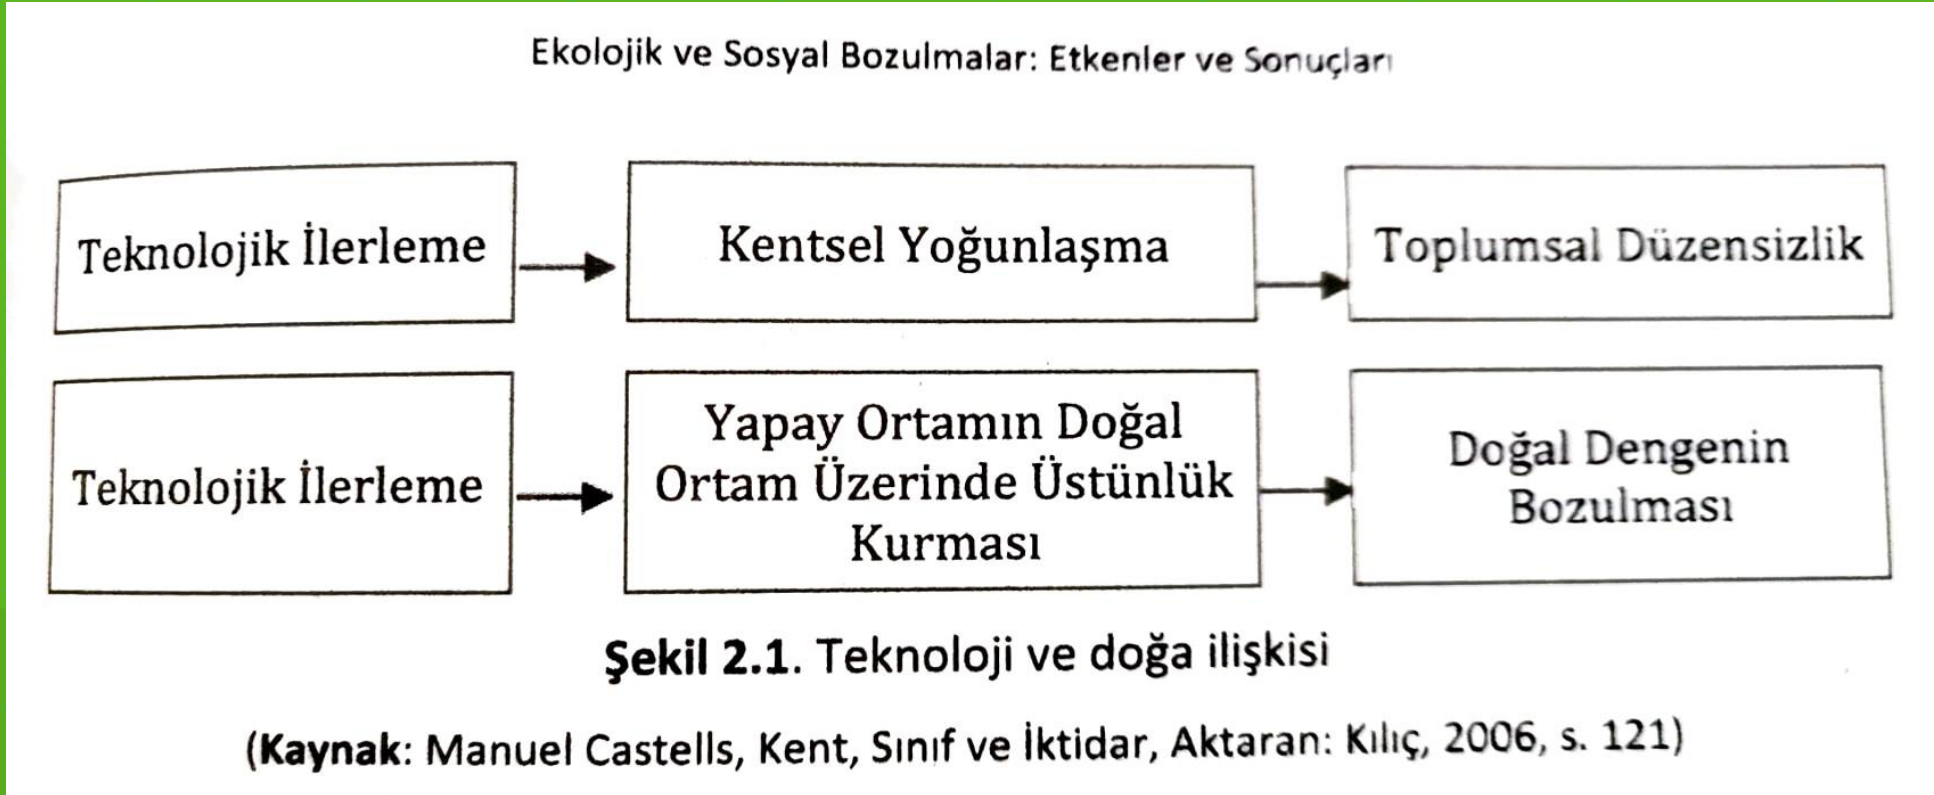 Ekolojik ve Sosyal Bozulmalar: Etkenler ve Sonuçları
Teknolojik İlerleme
Kentsel Yoğunlaşma
Toplumsal Düzensizlik
Teknolojik İlerleme
Yapay Ortamın Doğal
Ortam Üzerinde Üstünlük
Kurması
Doğal Dengenin
Bozulması
Şekil 2.1. Teknoloji ve doğa ilişkisi
(Kaynak: Manuel Castells, Kent, Sınıf ve İktidar, Aktaran: Kılıç, 2006, s. 121)